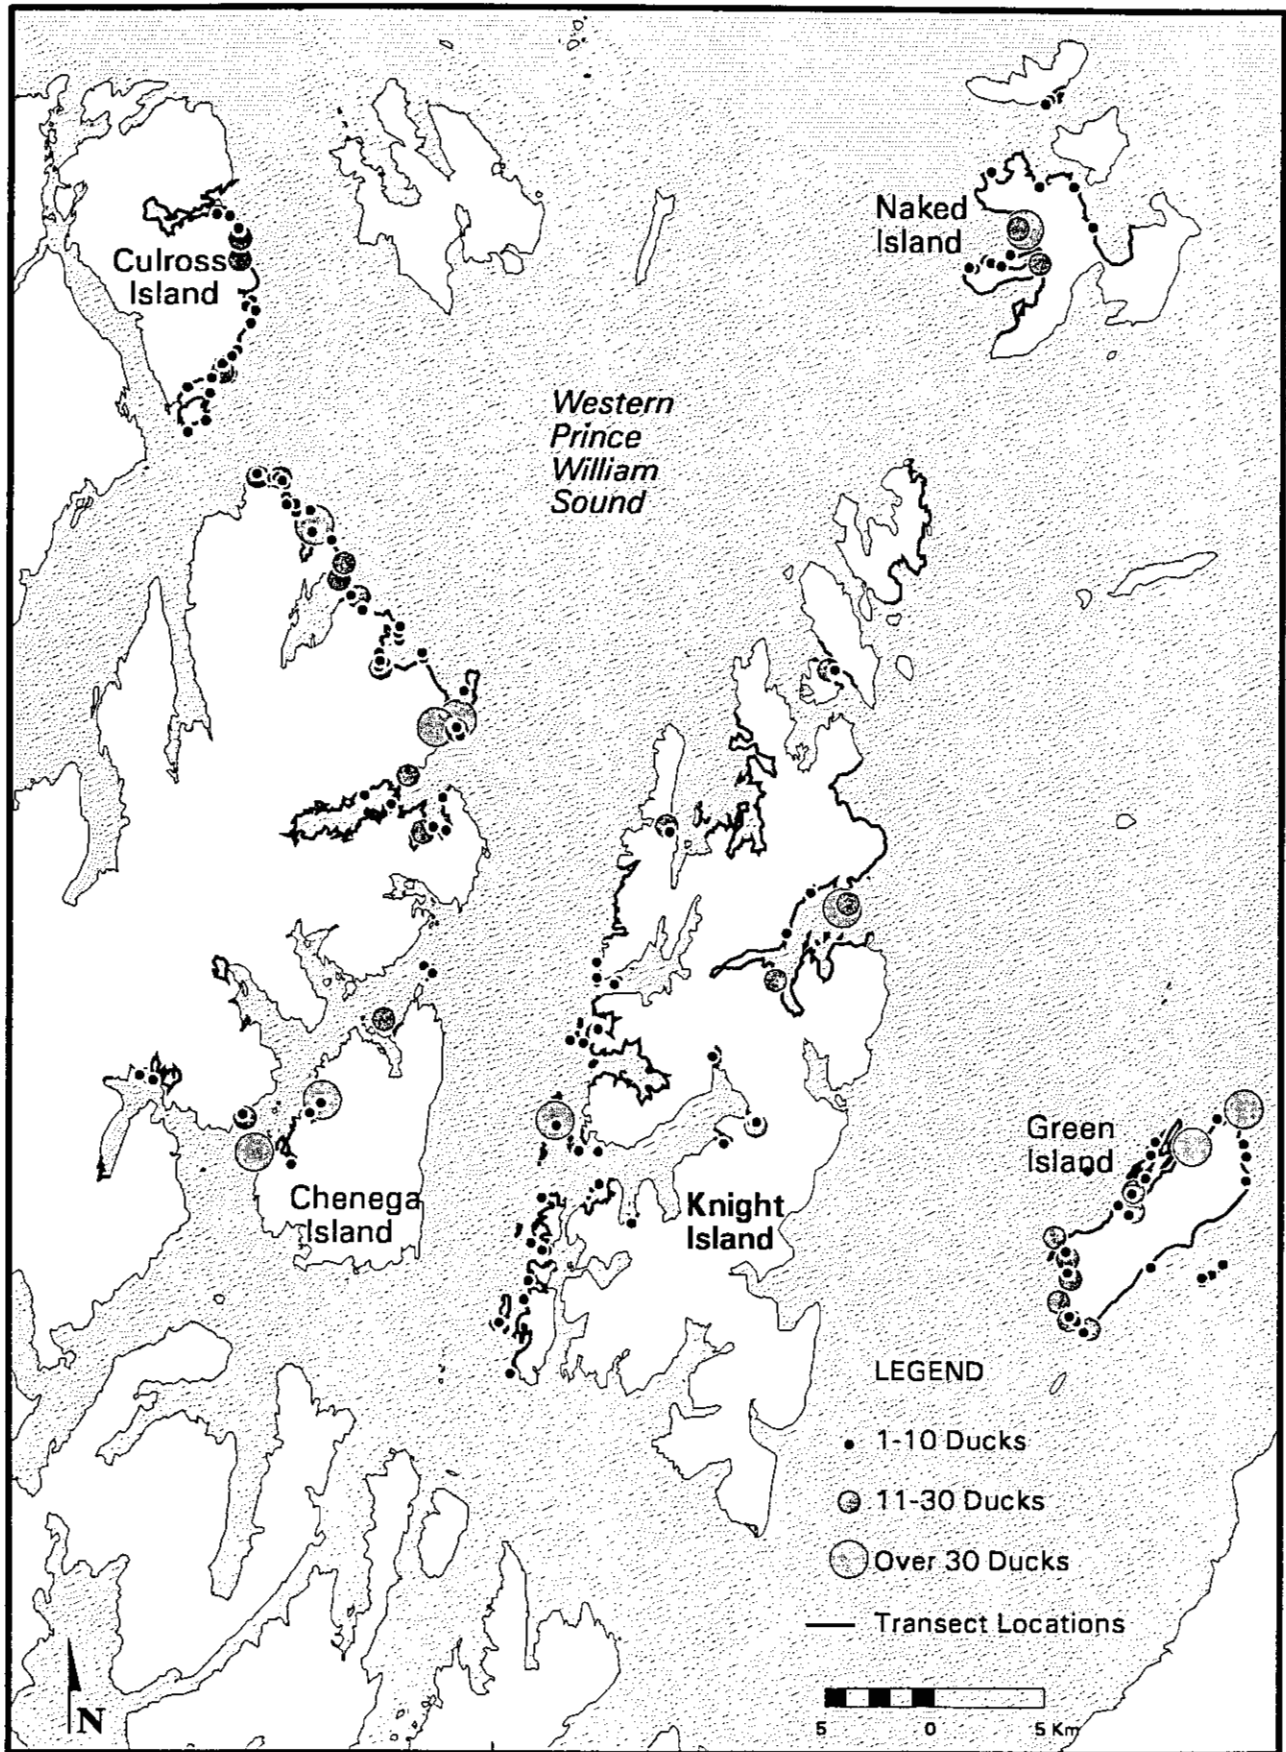 Naked
Island
Culross
Island
Western
Prince
William
Sound
Green
Island
Chenega
Island
Knight
Island
LEGEND
1-10 Ducks
11-30 Ducks
Over 30 Ducks
Transect Locations
N
5 0 5 Km